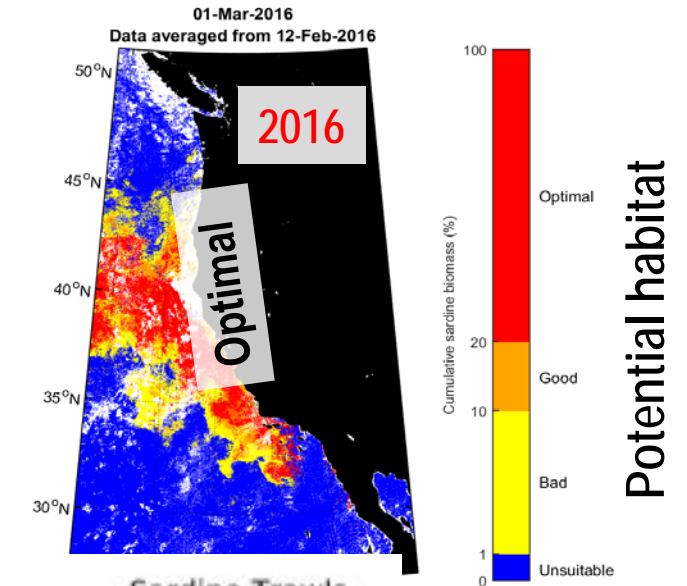 01-Mar-2016
Data averaged from 12-Feb-2016
50°N
45°N
40°N
35°N
30°N
2016
Optimal
Cumulative sardine biomass (%)
100
20
10
1
0
Optimal
Good
Bad
Unsuitable
Potential habitat